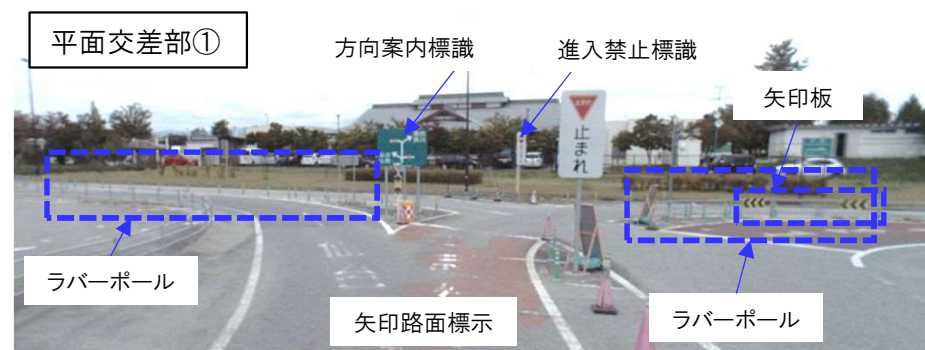 平面交差部①
方向案内標識
進入禁止標識
矢印板
止まれ
ラバーポール
矢印路面標示
ラバーポール